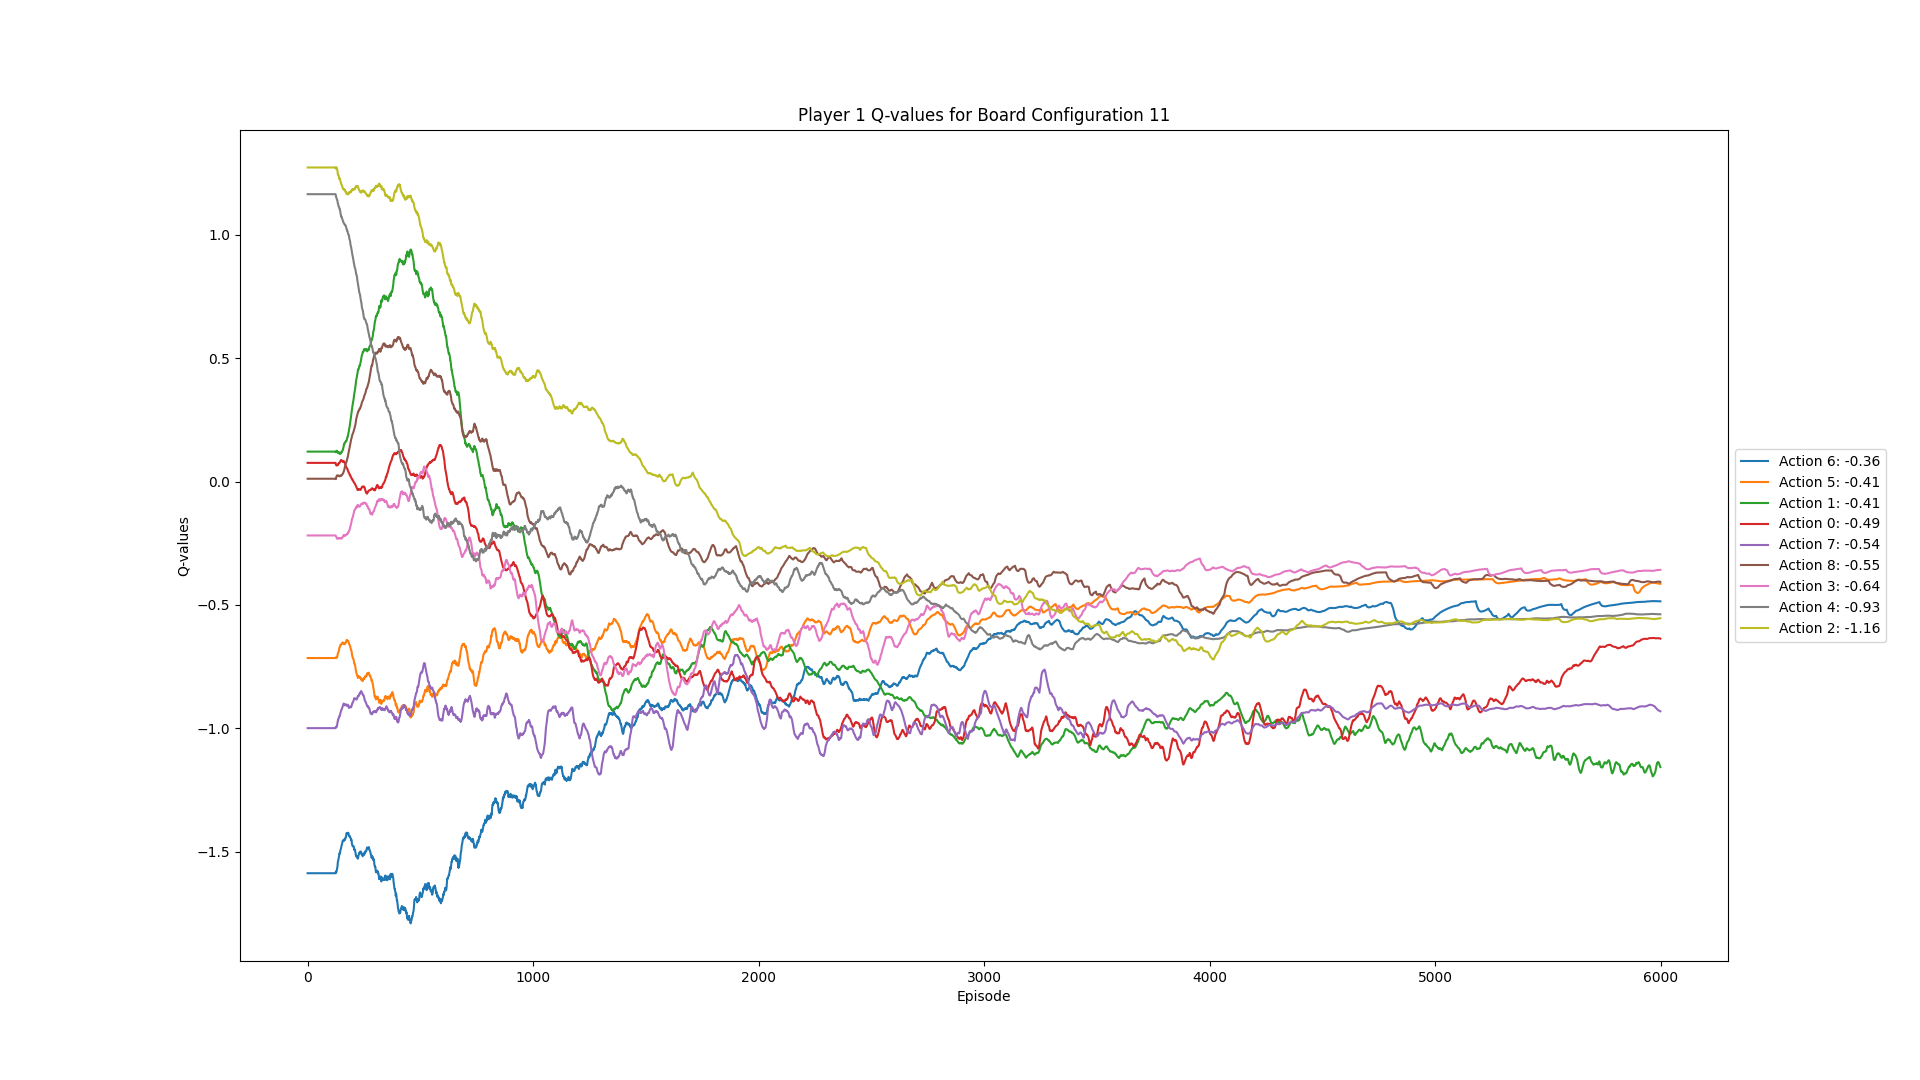 Player 1 Q-values for Board Configuration 11
Q-values
1.0
0.5
0.0
−0.5
−1.0
−1.5
0
1000
2000
3000
4000
5000
6000
Episode
Action 6: -0.36
Action 5: -0.41
Action 1: -0.41
Action 0: -0.49
Action 7: -0.54
Action 8: -0.55
Action 3: -0.64
Action 4: -0.93
Action 2: -1.16